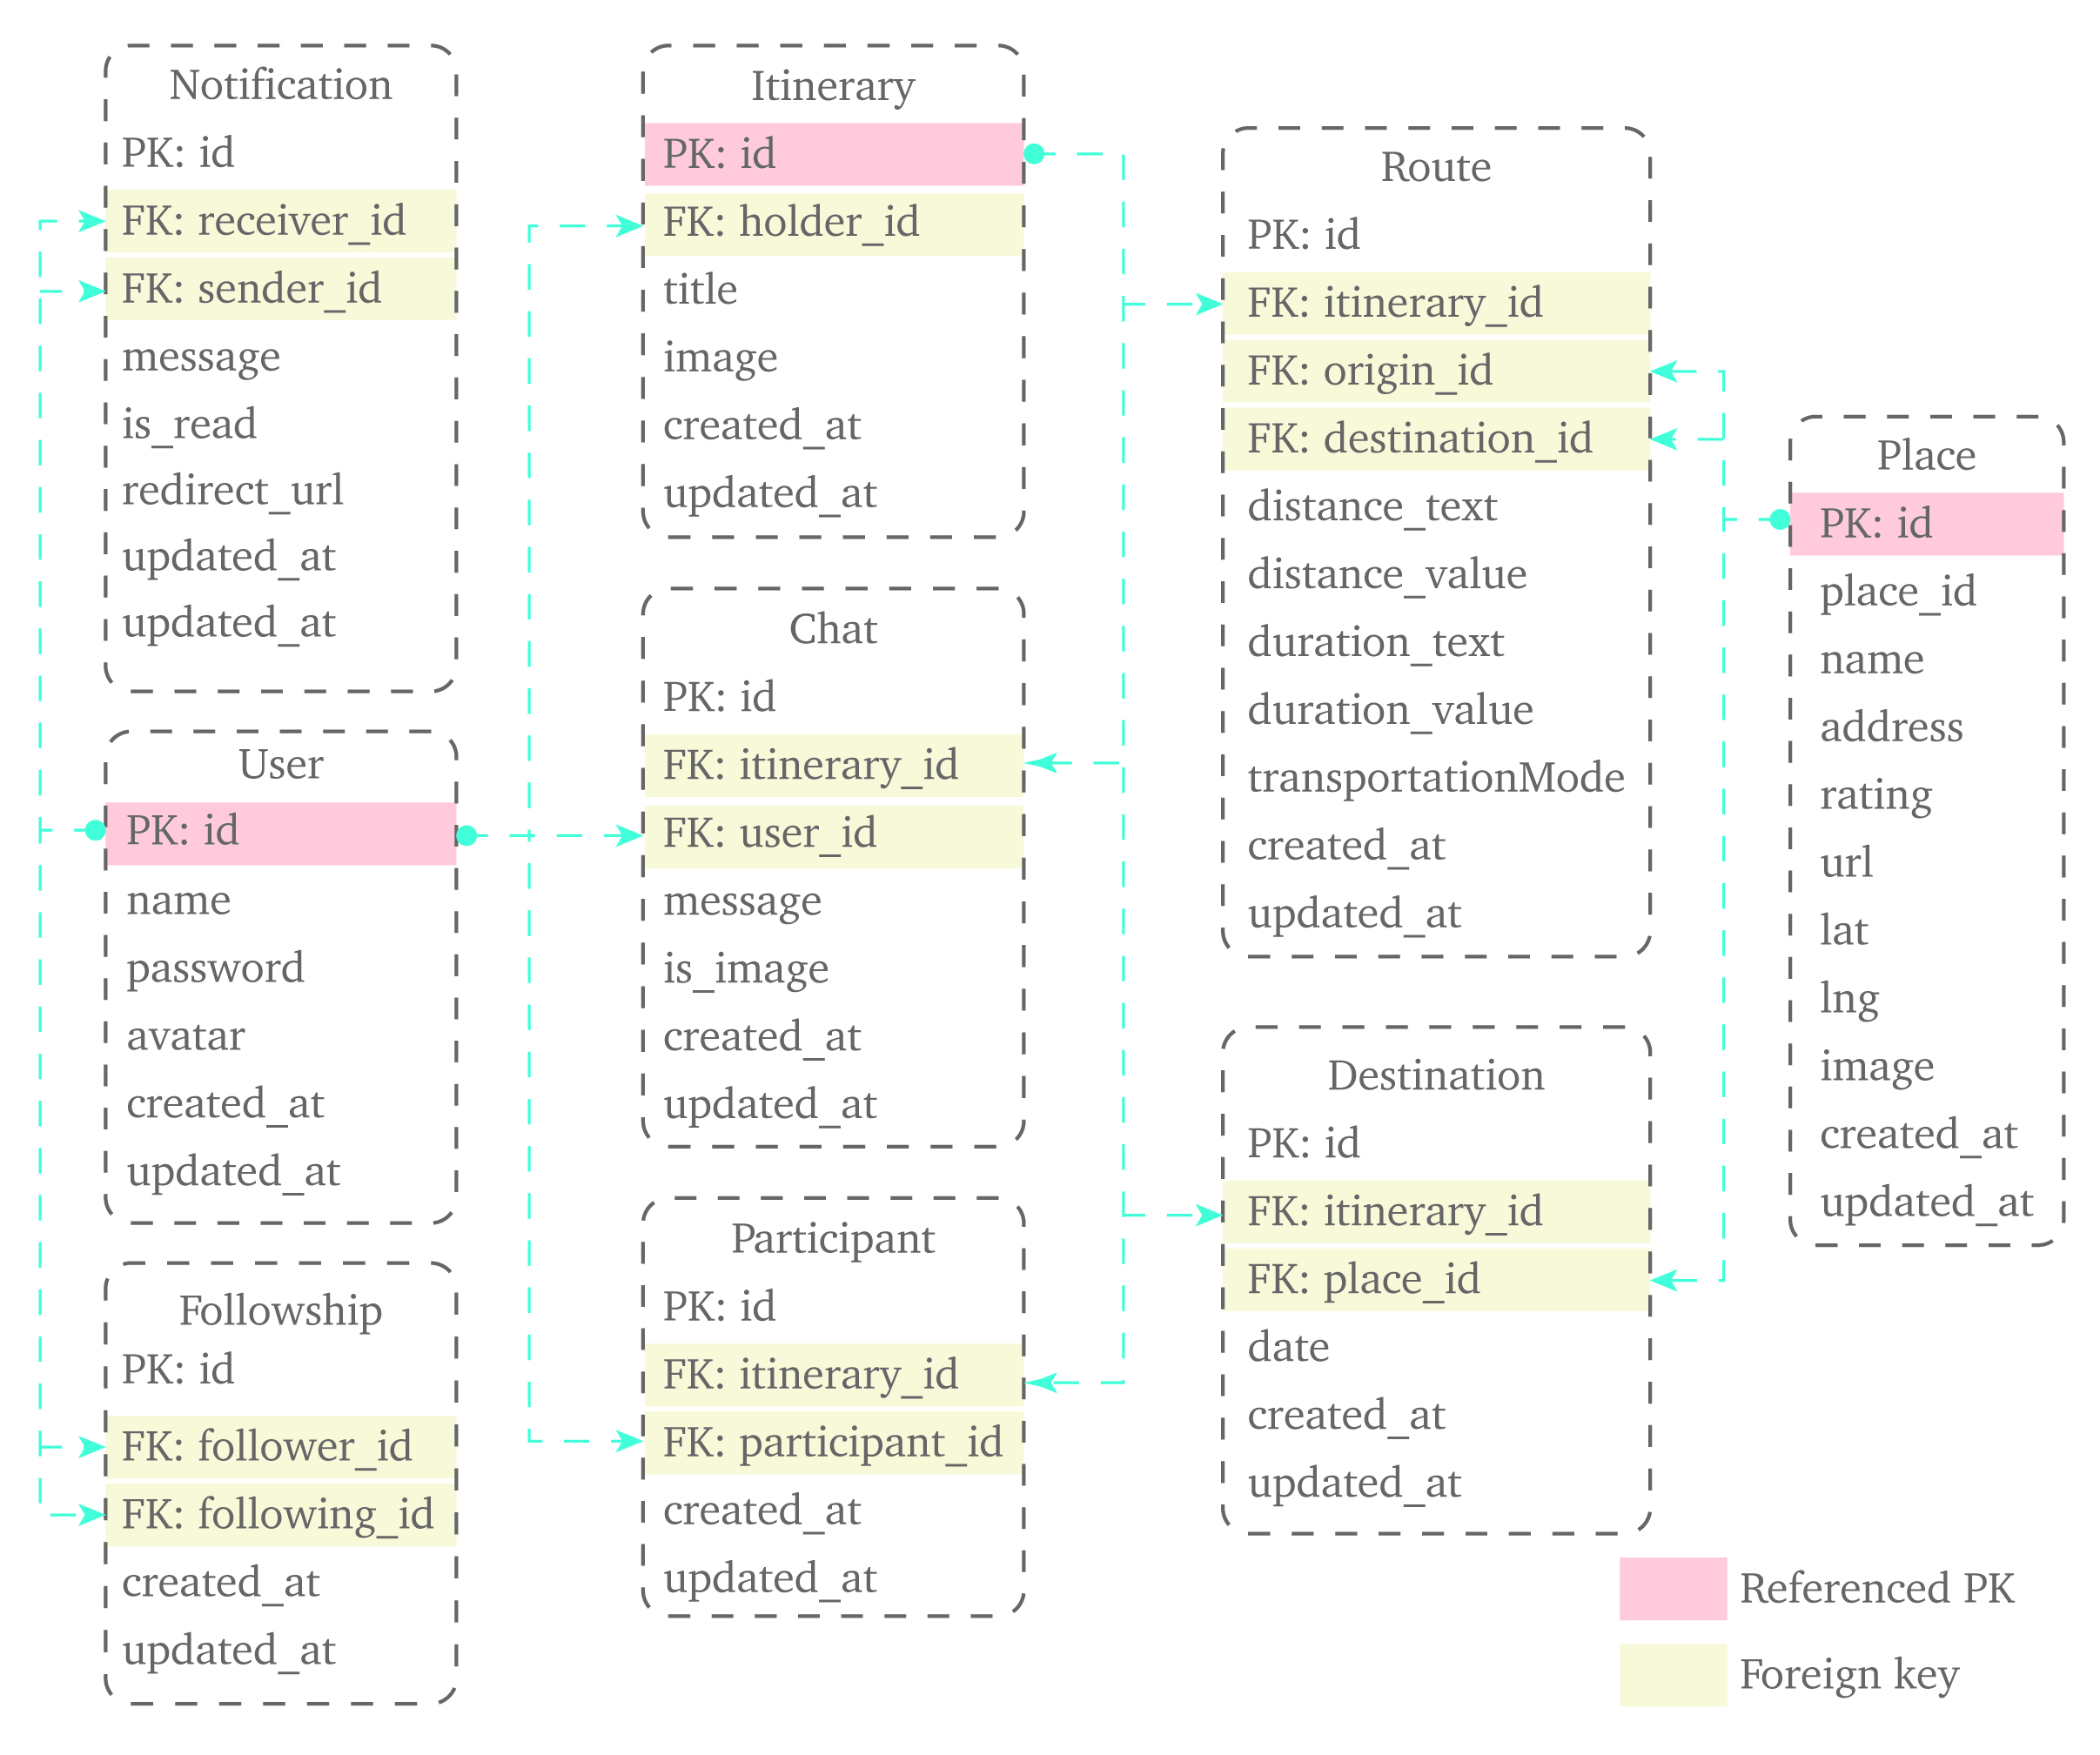 Notification
PK: id
FK: receiver_id
FK: sender_id
message
is_read
redirect_url
updated_at
updated_at
User
PK: id
name
password
avatar
created_at
updated_at
Followship
PK: id
FK: follower_id
FK: following_id
created_at
updated_at
Itinerary
PK: id
FK: holder_id
title
image
created_at
updated_at
Chat
PK: id
FK: itinerary_id
FK: user_id
message
is_image
created_at
updated_at
Participant
PK: id
FK: itinerary_id
FK: participant_id
created_at
updated_at
Route
PK: id
FK: itinerary_id
FK: origin_id
FK: destination_id
distance_text
distance_value
duration_text
duration_value
transportationMode
created_at
updated_at
Destination
PK: id
FK: itinerary_id
FK: place_id
date
created_at
updated_at
Place
PK: id
place_id
name
address
rating
url
lat
lng
image
created_at
updated_at
Referenced PK
Foreign key